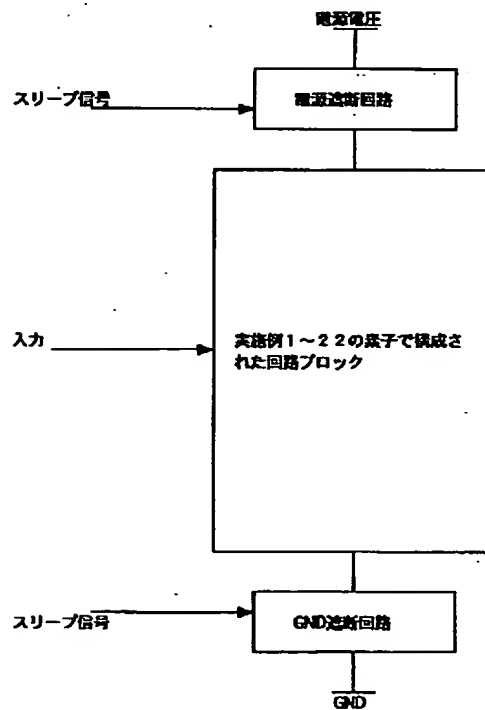 電源電圧
スリープ信号
電源遮断回路
入力
実施例1~22の素子で構成さ
れた回路ブロック
スリープ信号
GND遮断回路
GND